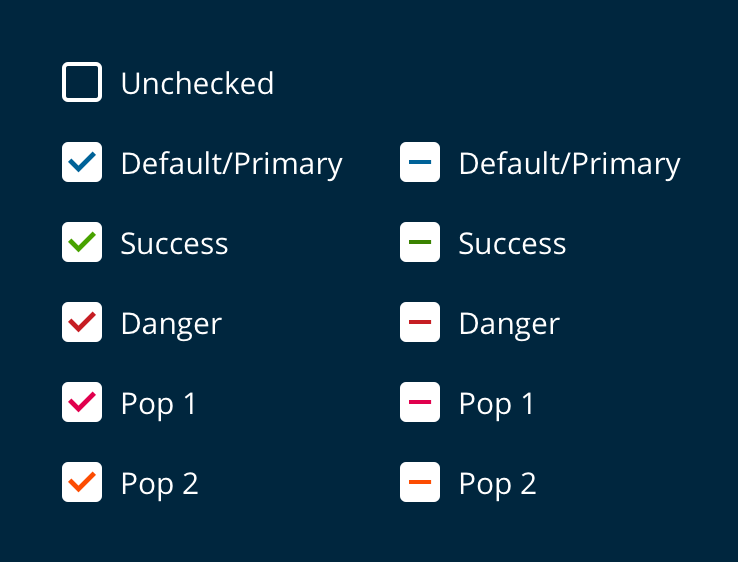 Unchecked
Default/Primary Default/Primary
Success Success
Danger Danger
Pop 1 Pop 1
Pop 2 Pop 2